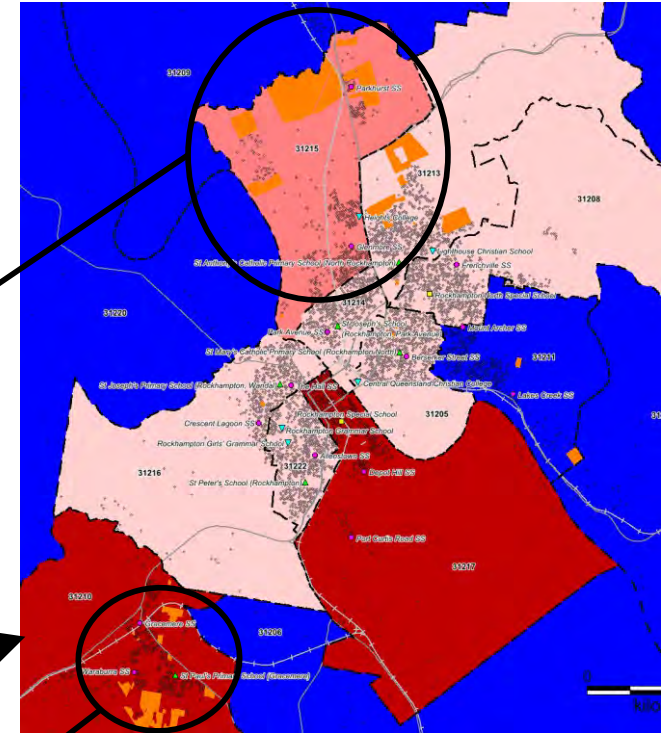 31209
Parkhurst SS
31215
31213
31208
Heights College
Glenmore SS
Lighthouse Christian School
St Anthony's Catholic Primary School (North Rockhampton)
Frenchville SS
31220
Rockhampton North Special School
31214
St Joseph's School
(Rockhampton, Park Avenue)
Park Avenue SS
Mount Archer SS
St Mary's Catholic Primary School (Rockhampton North)
Berserker Street SS
31211
St Joseph's Primary School (Rockhampton, Wandal)
The Hall SS
Central Queensland Christian College
Lakes Creek SS
Rockhampton Special School
31205
Crescent Lagoon SS
Rockhampton Grammar School
Rockhampton Girls' Grammar School
31216
31222
Allenstown SS
Depot Hill SS
St Peter's School (Rockhampton)
Port Curtis Road SS
31217
31210
Gracemere SS
31206
Waraburra SS
St Paul's Primary School (Gracemere)
0